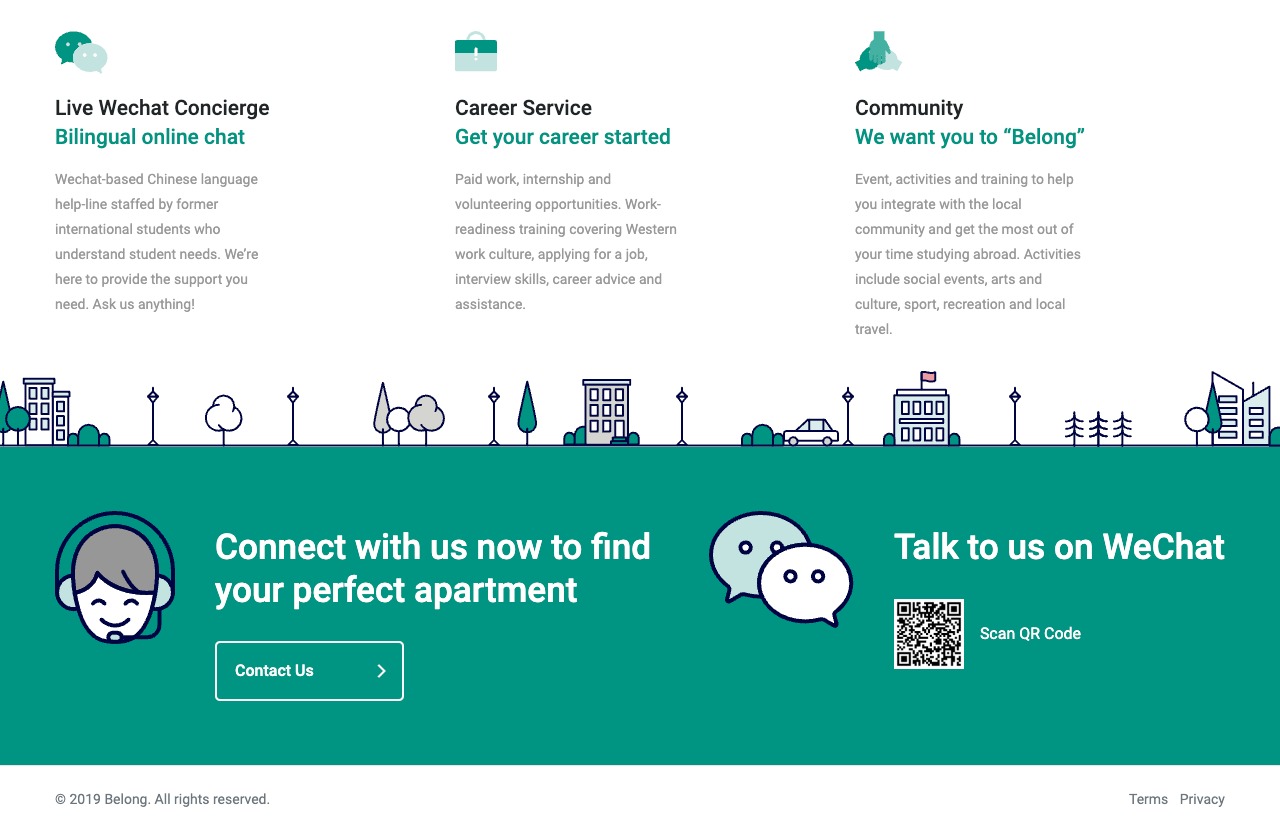 Live Wechat Concierge
Bilingual online chat
Wechat-based Chinese language
help-line staffed by former
international students who
understand student needs. We’re
here to provide the support you
need. Ask us anything!
Career Service
Get your career started
Paid work, internship and
volunteering opportunities. Work-
readiness training covering Western
work culture, applying for a job,
interview skills, career advice and
assistance.
Community
We want you to “Belong”
Event, activities and training to help
you integrate with the local
community and get the most out of
your time studying abroad. Activities
include social events, arts and
culture, sport, recreation and local
travel.
Connect with us now to find
your perfect apartment
Contact Us
Talk to us on WeChat
Scan QR Code
© 2019 Belong. All rights reserved.
Terms Privacy